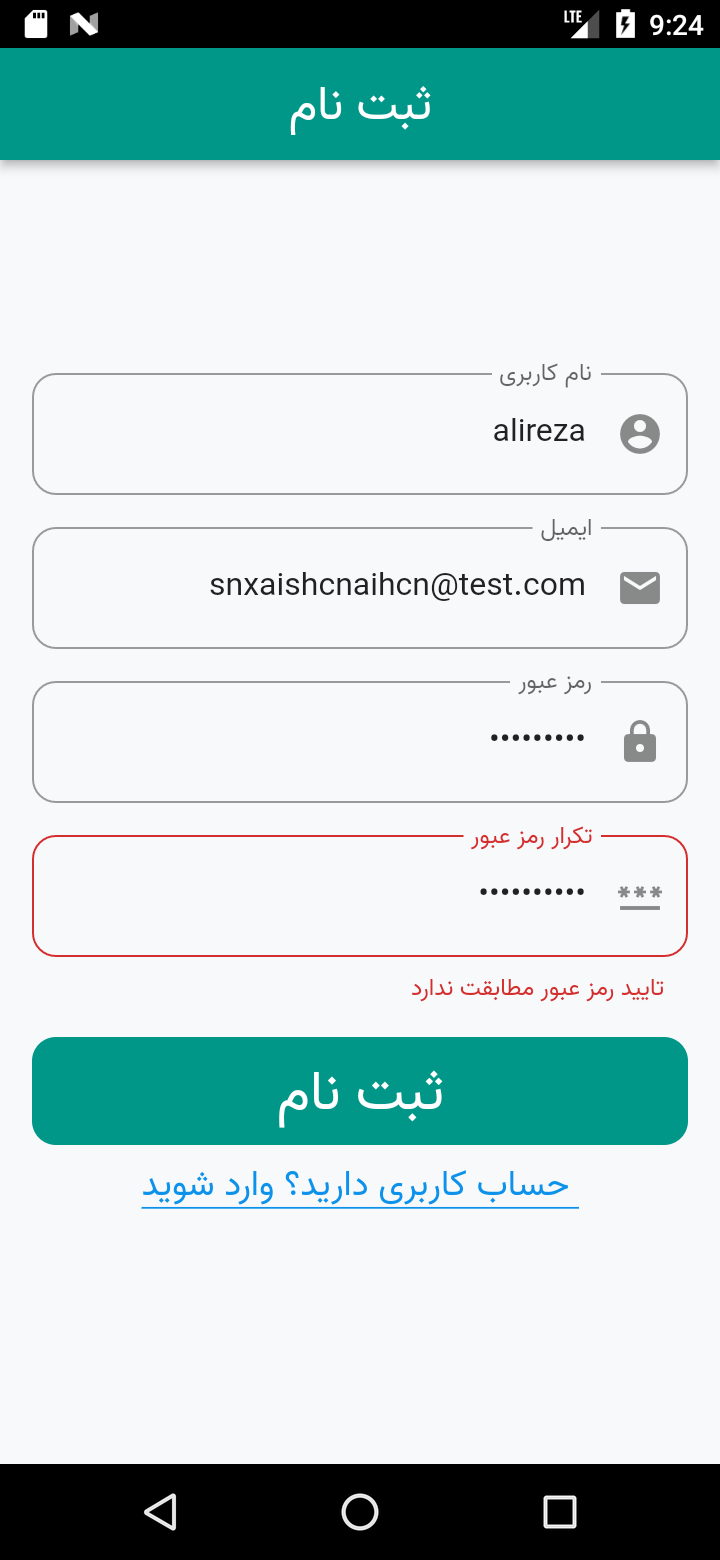 LTE 9:24
ثبت نام
نام کاربری
alireza
ایمیل
snxaishcnaihcn@test.com
رمز عبور
•••••••••
تکرار رمز عبور
••••••••••
تایید رمز عبور مطابقت ندارد
ثبت نام
حساب کاربری دارید؟ وارد شوید